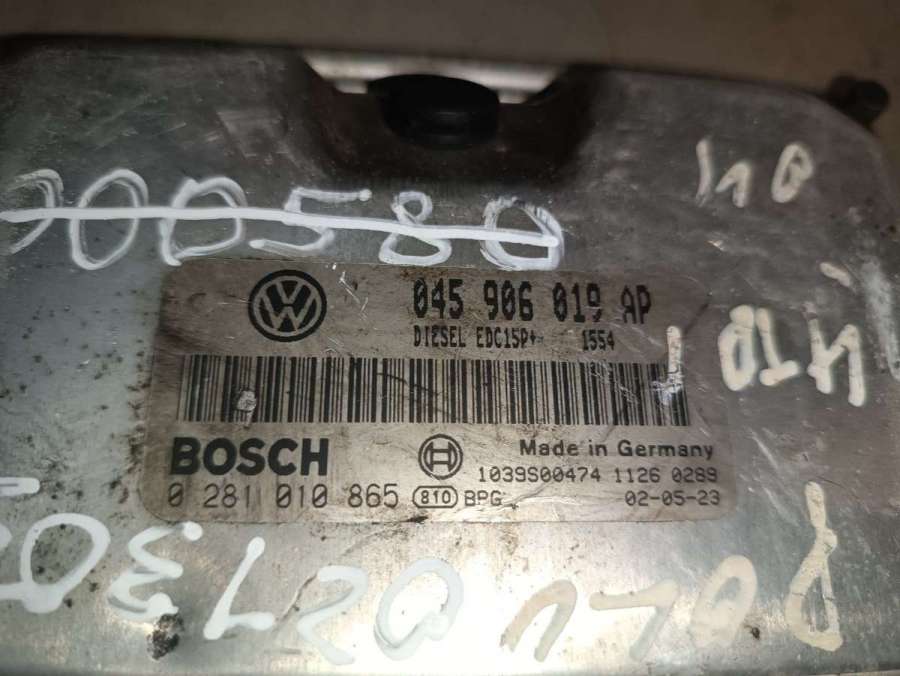 000580
045 906 019 AP
DIESEL EDC15P+ 1554
BOSCH
Made in Germany
1039S00474 1126 0289
0 281 010 865 810 BPG 02-05-23